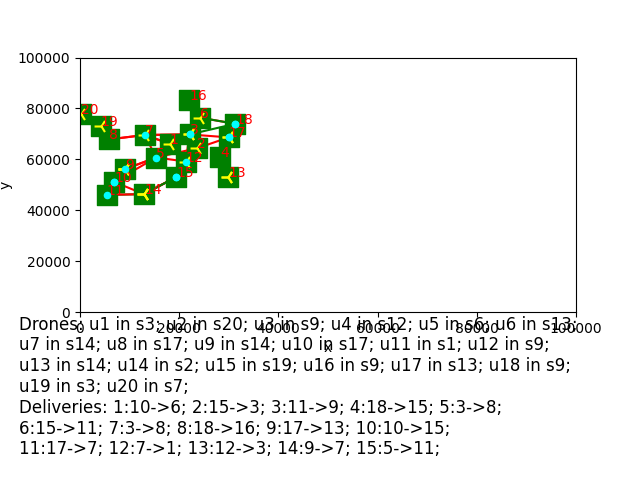 100000
80000
60000
40000
20000
0
y
0
20000
40000
60000
80000
100000
x
16
18
13
9
Drones: u1 in s3; u2 in s20; u3 in s9; u4 in s12; u5 in s6; u6 in s13;
u7 in s14; u8 in s17; u9 in s14; u10 in s17; u11 in s1; u12 in s9;
u13 in s14; u14 in s2; u15 in s19; u16 in s9; u17 in s13; u18 in s9;
u19 in s3; u20 in s7;
Deliveries: 1:10->6; 2:15->3; 3:11->9; 4:18->15; 5:3->8;
6:15->11; 7:3->8; 8:18->16; 9:17->13; 10:10->15;
11:17->7; 12:7->1; 13:12->3; 14:9->7; 15:5->11;